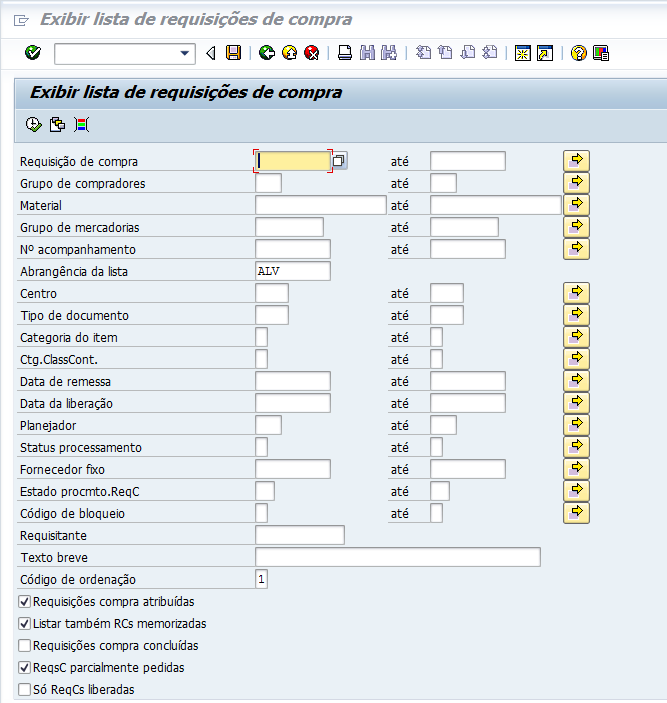 Exibir lista de requisições de compra
Exibir lista de requisições de compra
Requisição de compra até
Grupo de compradores até
Material até
Grupo de mercadorias até
Nº acompanhamento até
Abrangência da lista ALV
Centro até
Tipo de documento até
Categoria do item até
Ctg.ClassCont. até
Data de remessa até
Data da liberação até
Planejador até
Status processamento até
Fornecedor fixo até
Estado procmto.ReqC até
Código de bloqueio até
Requisitante
Texto breve
Código de ordenação 1
Requisições compra atribuídas
Listar também RCs memorizadas
Requisições compra concluídas
ReqsC parcialmente pedidas
Só ReqCs liberadas